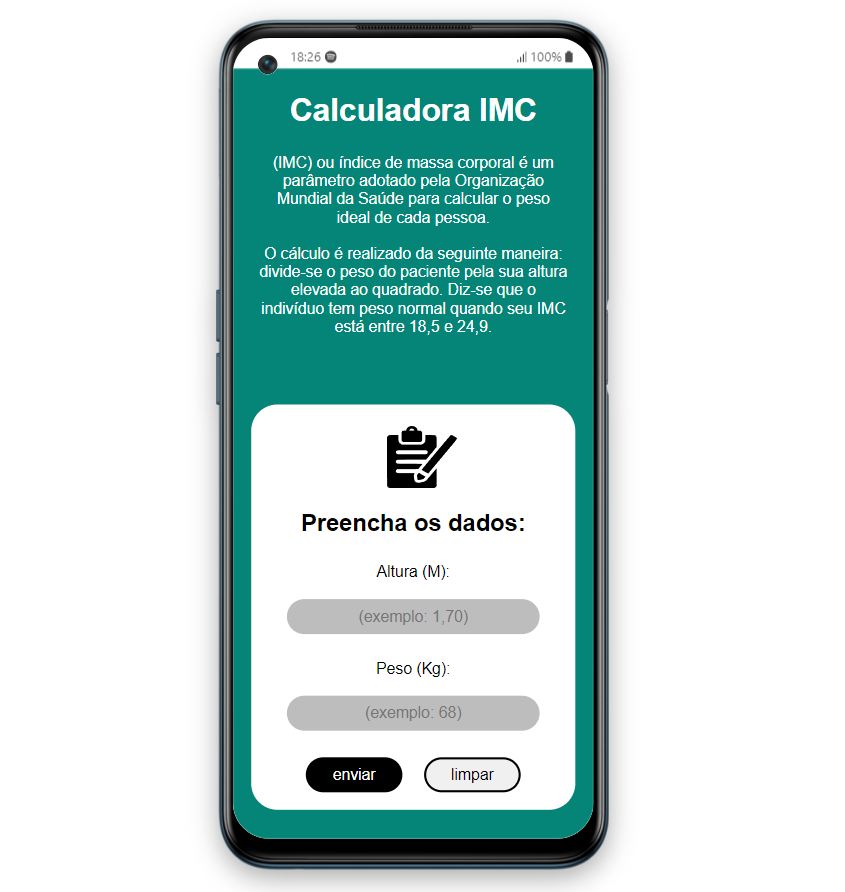 18:26
100%
Calculadora IMC
(IMC) ou índice de massa corporal é um
parâmetro adotado pela Organização
Mundial da Saúde para calcular o peso
ideal de cada pessoa.
O cálculo é realizado da seguinte maneira:
divide-se o peso do paciente pela sua altura
elevada ao quadrado. Diz-se que o
indivíduo tem peso normal quando seu IMC
está entre 18,5 e 24,9.
Preencha os dados:
Altura (M):
(exemplo: 1,70)
Peso (Kg):
(exemplo: 68)
enviar
limpar